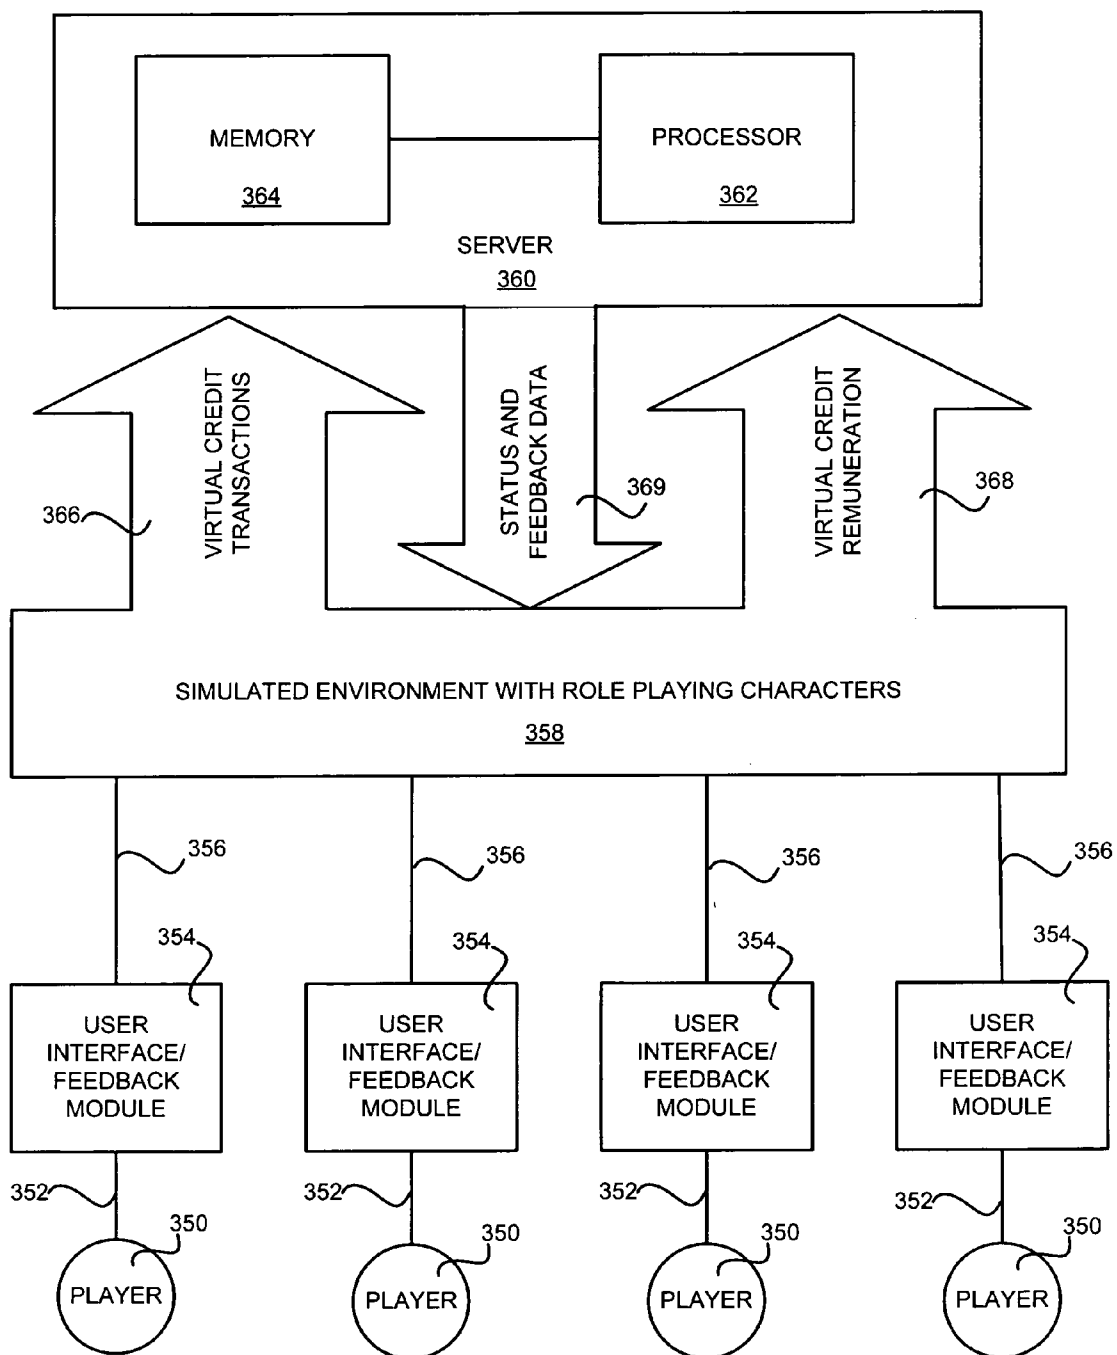 MEMORY
364
PROCESSOR
362
SERVER
360
VIRTUAL CREDIT
TRANSACTIONS
366
STATUS AND
FEEDBACK DATA
369
VIRTUAL CREDIT
REMUNERATION
368
SIMULATED ENVIRONMENT WITH ROLE PLAYING CHARACTERS
358
356
356
356
356
354
354
354
354
USER
INTERFACE/
FEEDBACK
MODULE
USER
INTERFACE/
FEEDBACK
MODULE
USER
INTERFACE/
FEEDBACK
MODULE
USER
INTERFACE/
FEEDBACK
MODULE
352
352
352
352
350
350
350
350
PLAYER
PLAYER
PLAYER
PLAYER